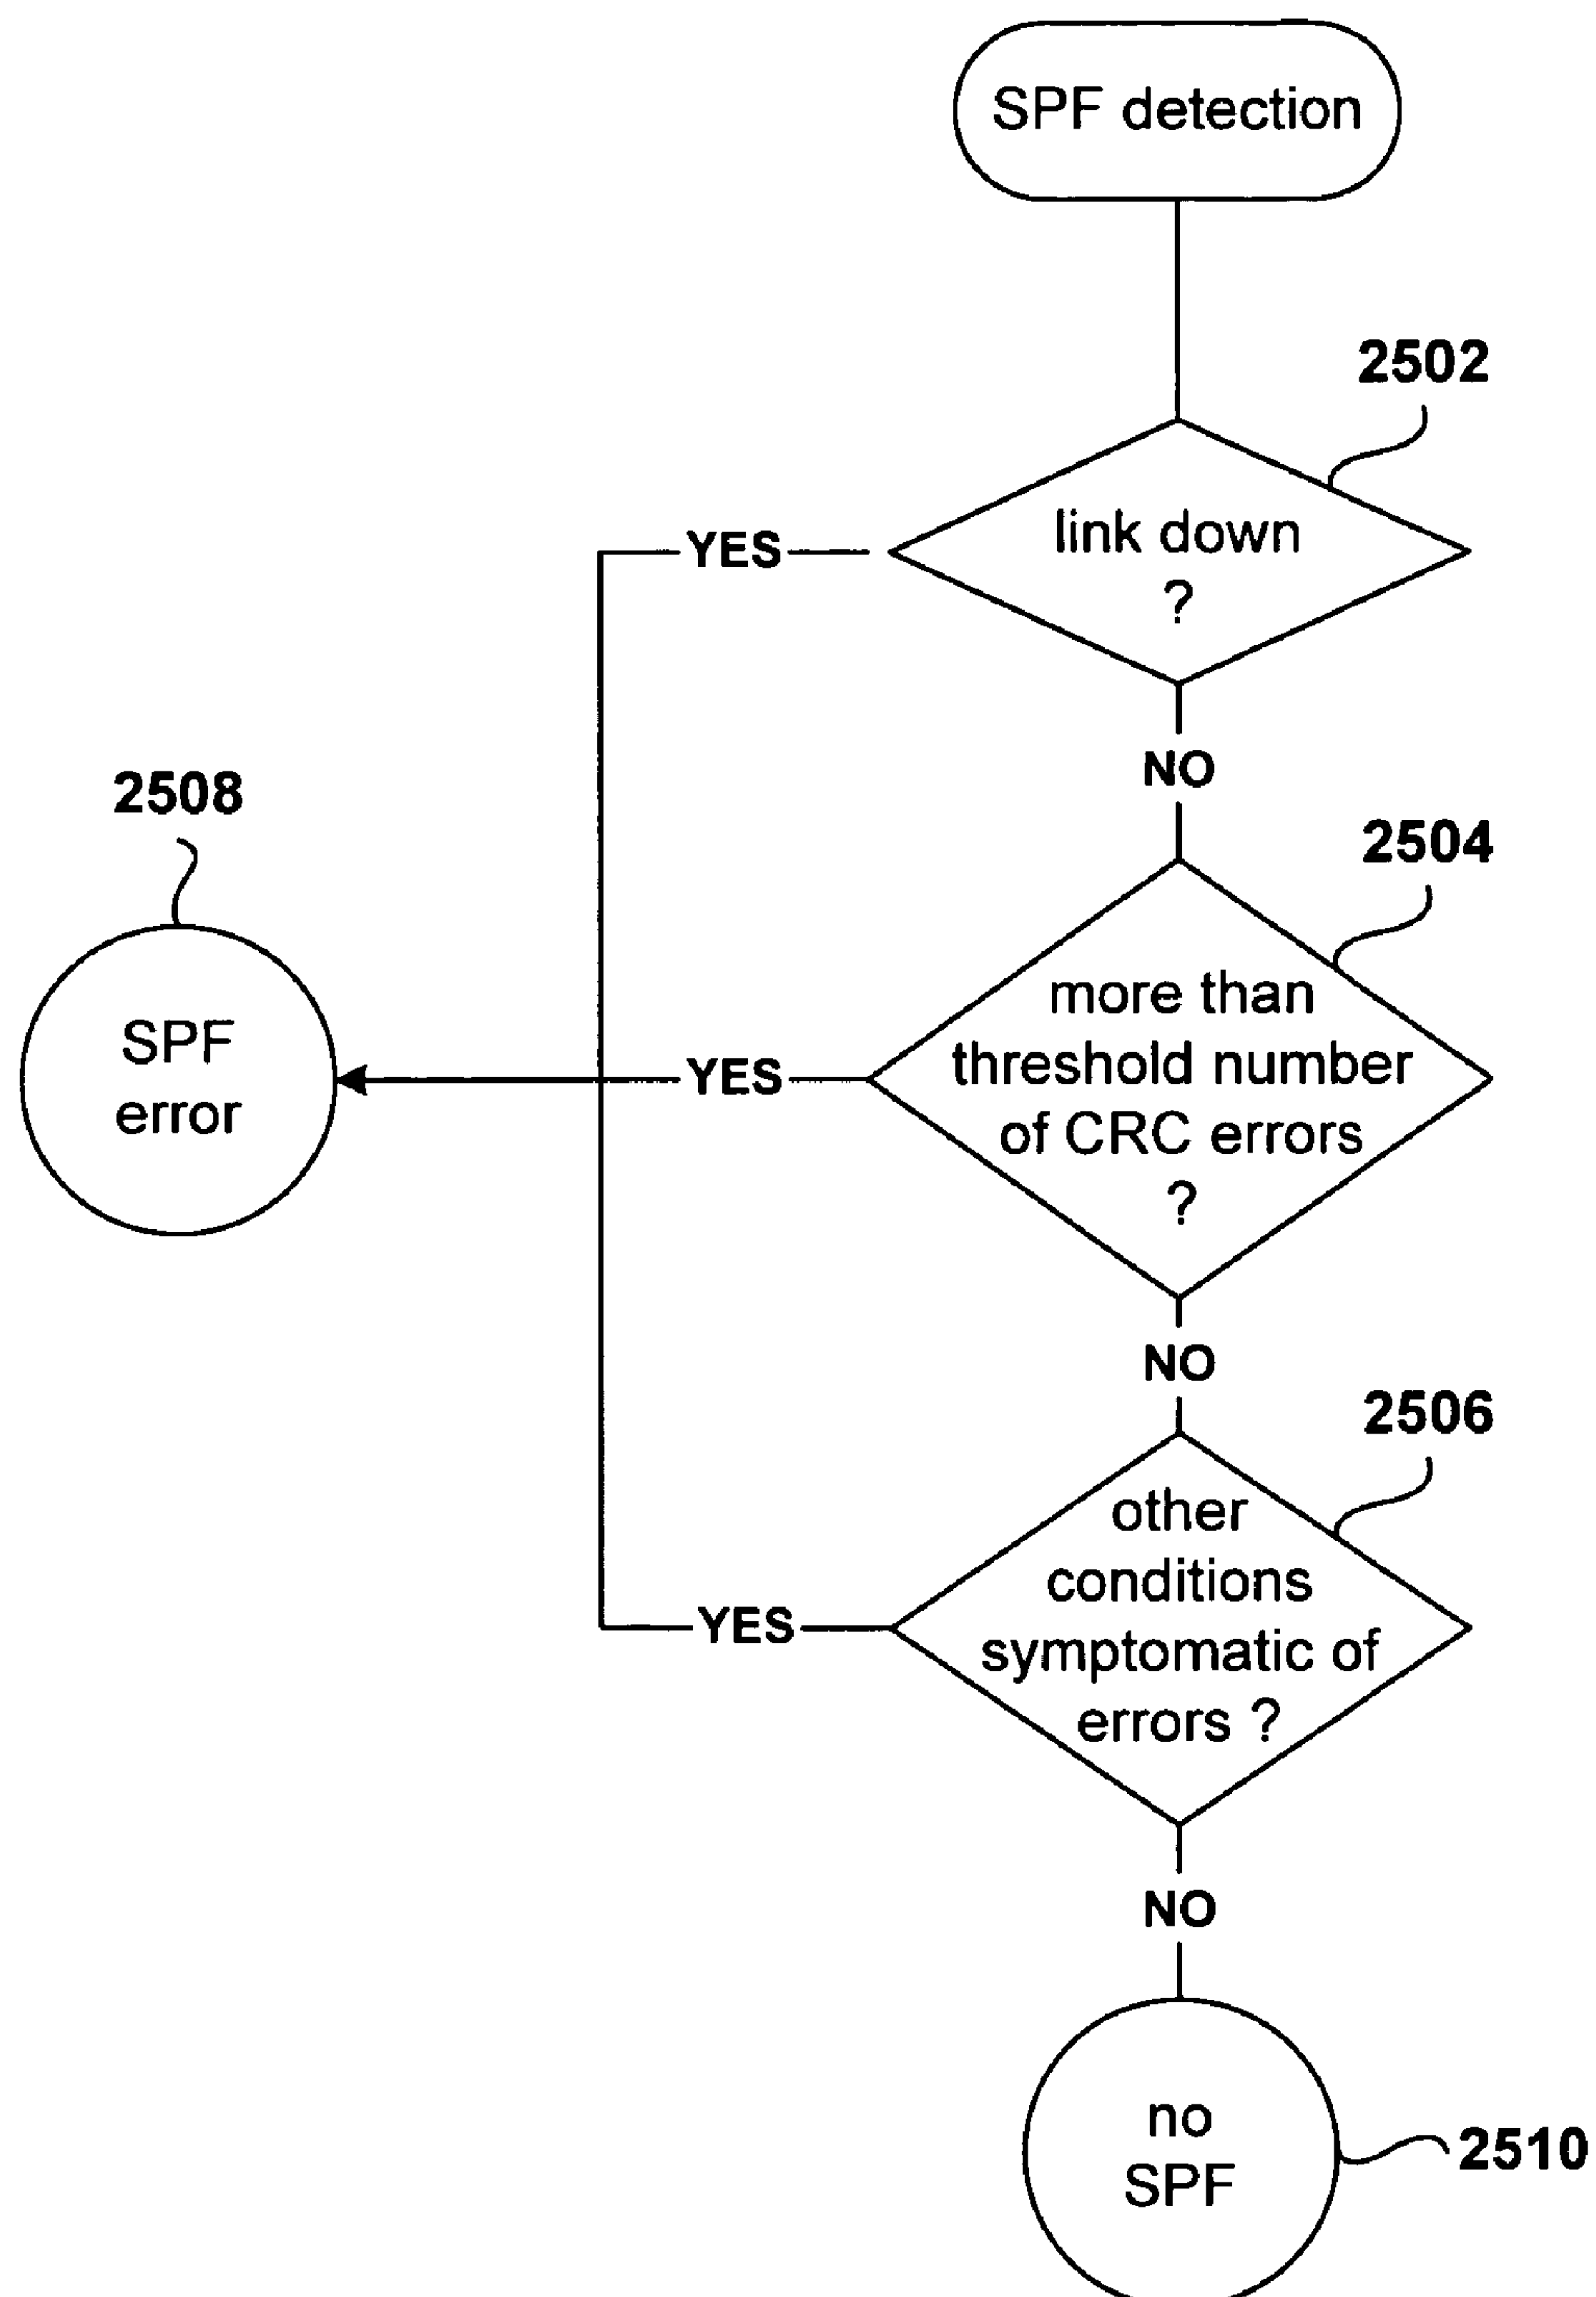 SPF detection
2502
link down
?
YES
NO
2508
2504
SPF
error
more than
threshold number
of CRC errors
?
YES
NO
2506
other
conditions
symptomatic of
errors ?
YES
NO
no
SPF
2510